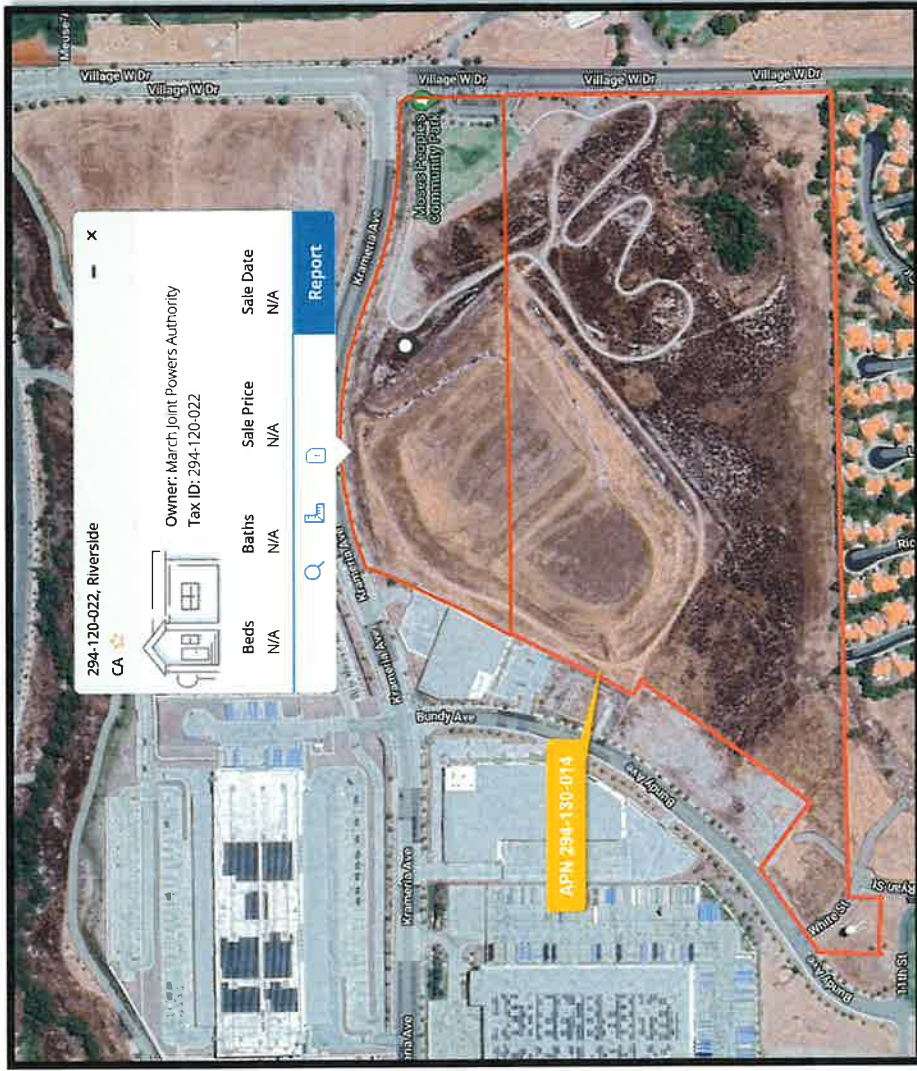 294-120-022, Riverside
CA
Owner: March Joint Powers Authority
Tax ID: 294-120-022
Beds
Baths
Sale Price
Sale Date
N/A
N/A
N/A
N/A
Report
Village W Dr
Village W Dr
Village W Dr
Village W Dr
Village W Dr
Krameria Ave
Krameria Ave
Krameria Ave
Krameria Ave
Moses Peoples
Community Park
Bundy Ave
Bundy Ave
Bundy Ave
APN 294-130-014
White St
Ryan St
11th St